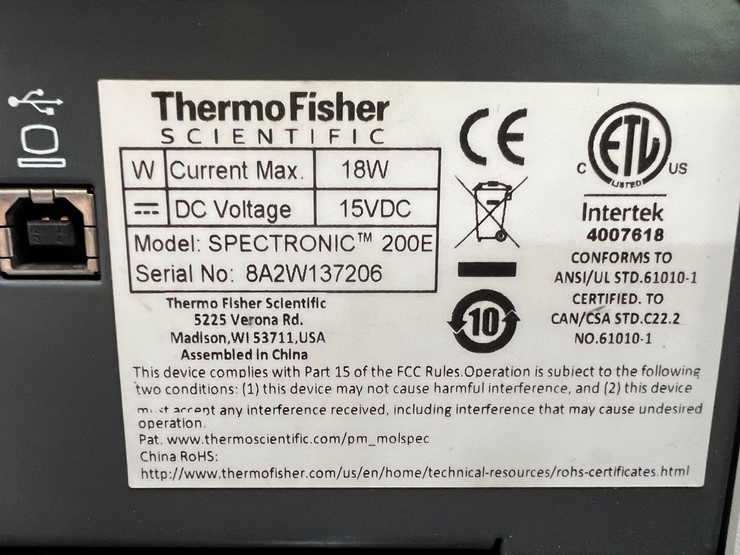 ThermoFisher
SCIENTIFIC
W Current Max. 18W
DC Voltage 15VDC
Model: SPECTRONIC™ 200E
Serial No: 8A2W137206
Thermo Fisher Scientific
5225 Verona Rd.
Madison,WI 53711,USA
Assembled in China
CE
10
C ETL US
LISTED
Intertek
4007618
CONFORMS TO
ANSI/UL STD.61010-1
CERTIFIED. TO
CAN/CSA STD.C22.2
NO.61010-1
This device complies with Part 15 of the FCC Rules.Operation is subiect to the following
two conditions: (1) this device may not cause harmful interference, and (2) this device
must accept any interference received, including interference that may cause undesired
operation.
Pat. www.thermoscientific.com/pm_molspec
China RoHS:
http://www.thermofisher.com/us/en/home/technical-resources/rohs-certificates.html